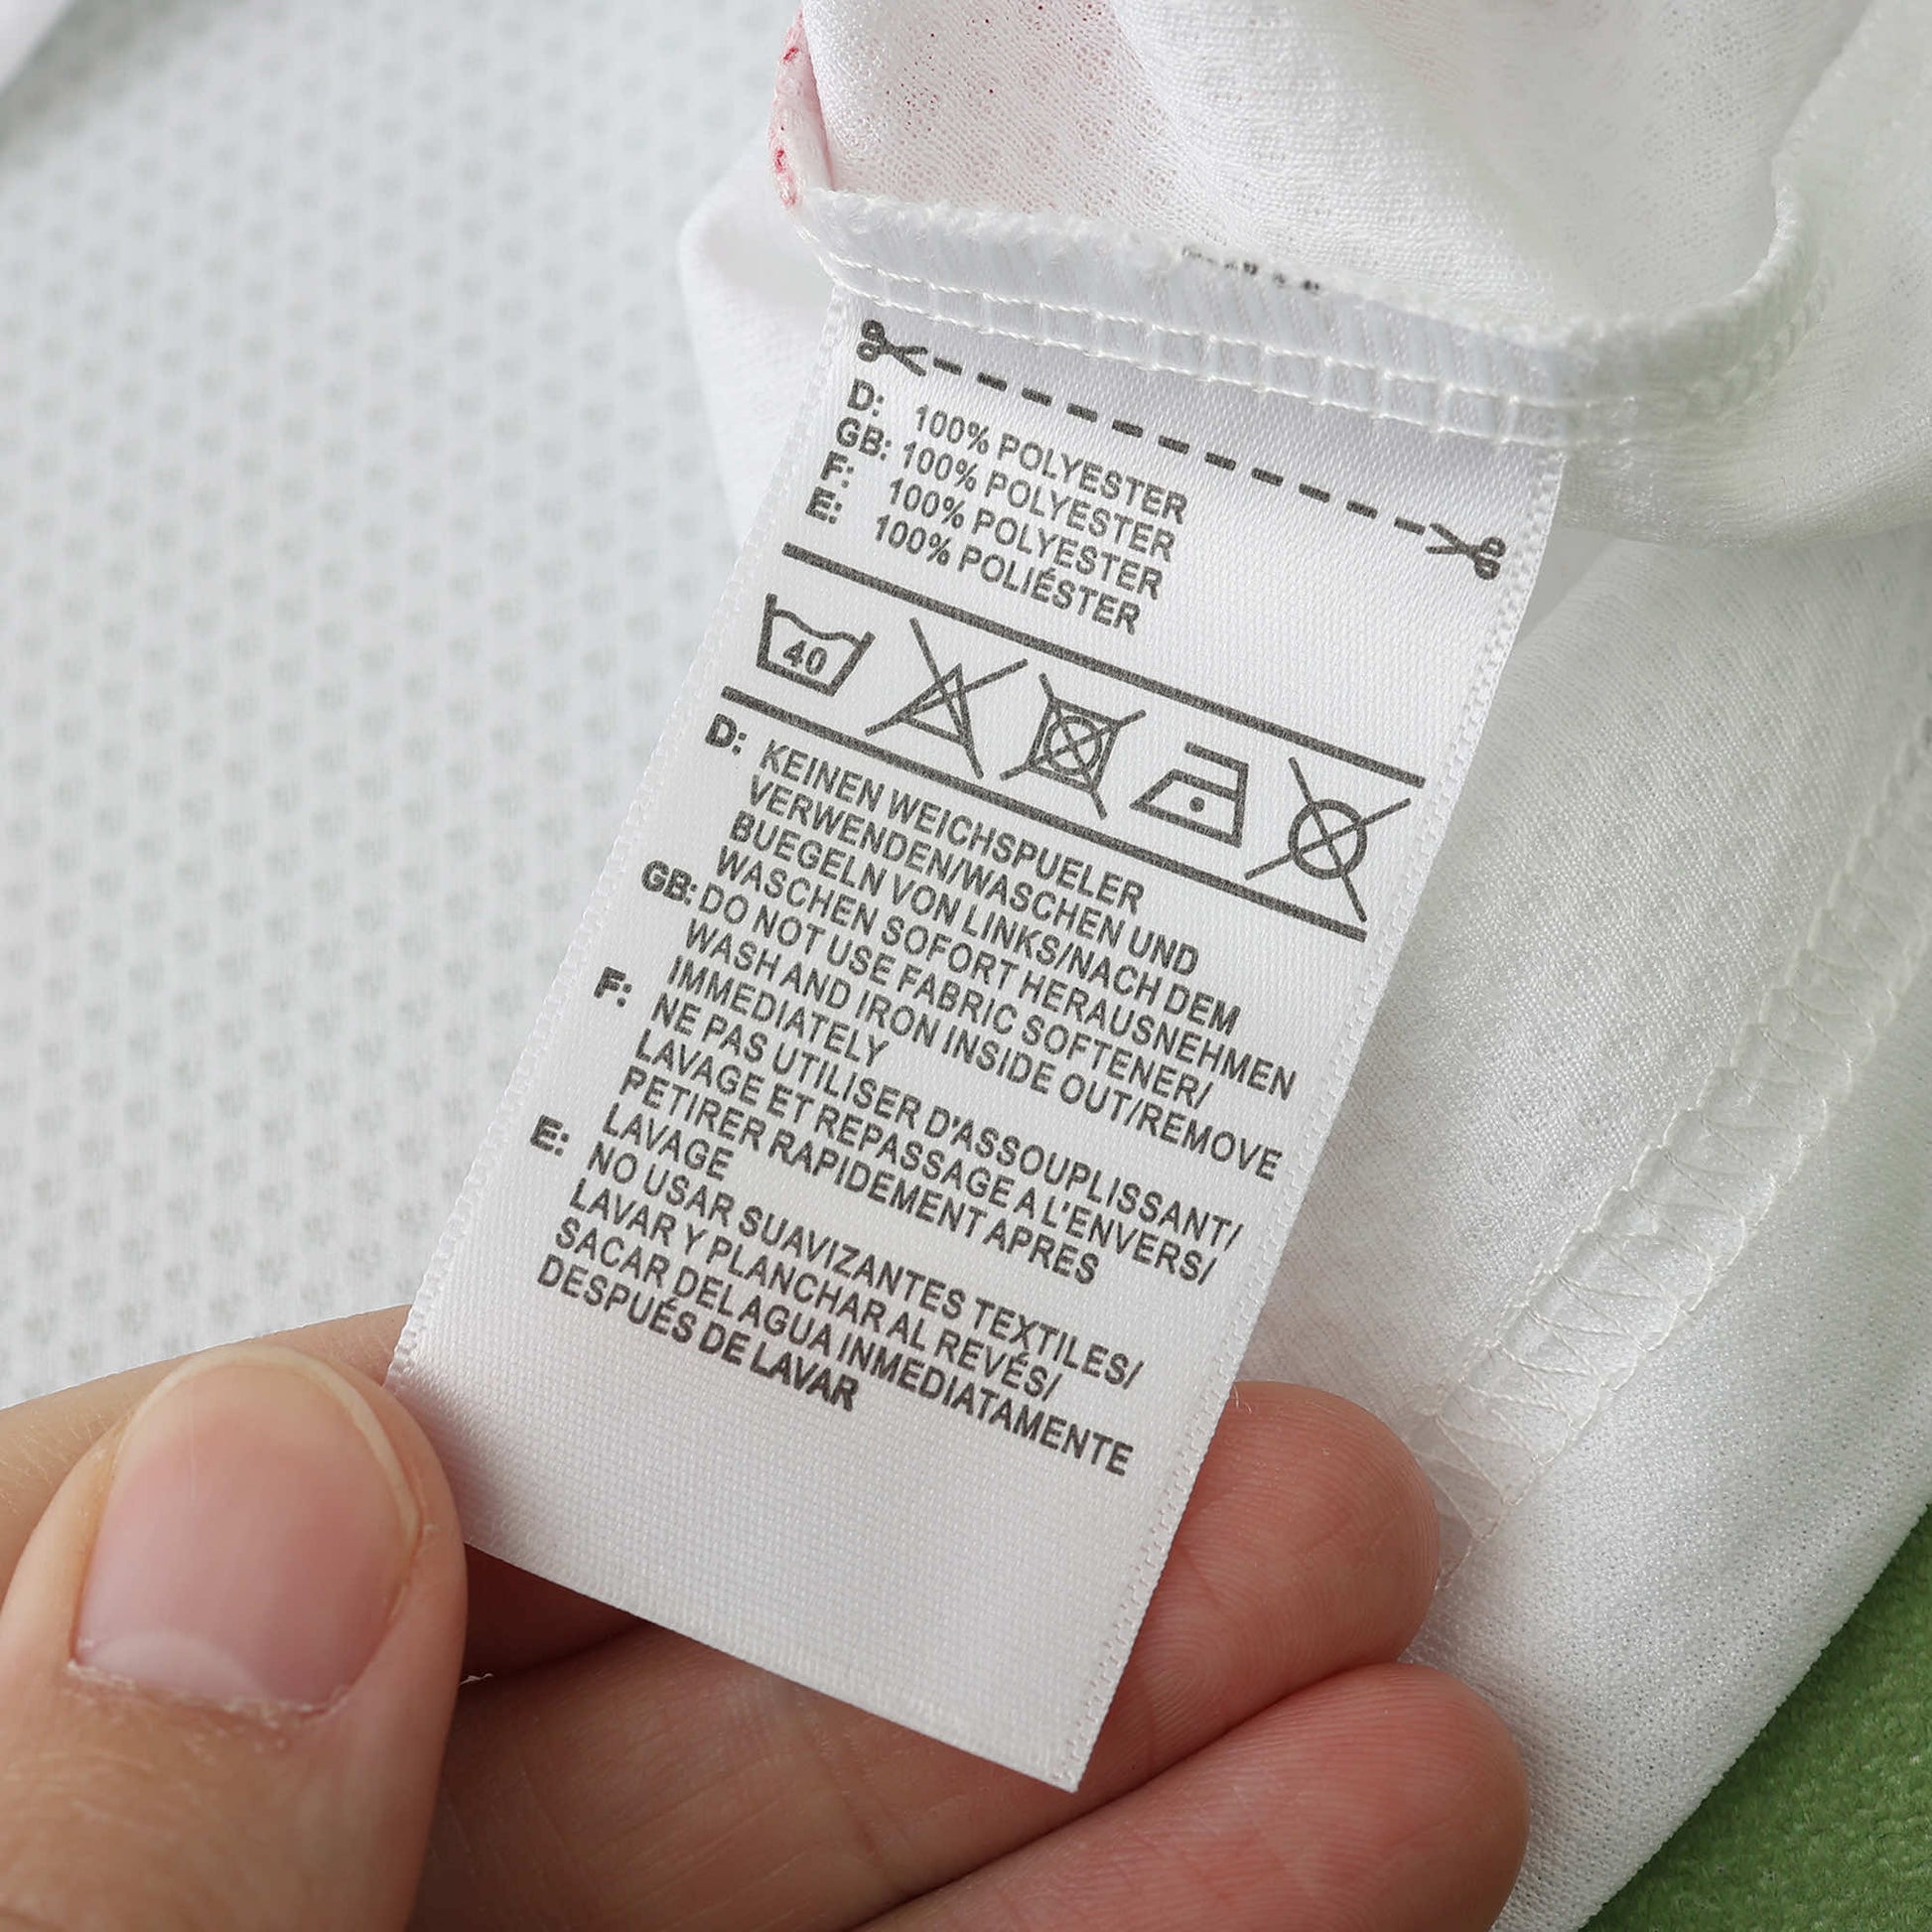 D: 100% POLYESTER
GB: 100% POLYESTER
F: 100% POLYESTER
E: 100% POLIÉSTER
40
D: KEINEN WEICHSPUELER
VERWENDEN/WASCHEN UND
BUEGELN VON LINKS/NACH DEM
WASCHEN SOFORT HERAUSNEHMEN
GB: DO NOT USE FABRIC SOFTENER/
WASH AND IRON INSIDE OUT/REMOVE
IMMEDIATELY
F: NE PAS UTILISER D'ASSOUPLISSANT/
LAVAGE ET REPASSAGE A L'ENVERS/
PETIRER RAPIDEMENT APRES
LAVAGE
E: NO USAR SUAVIZANTES TEXTILES/
LAVAR Y PLANCHAR AL REVÉS/
SACAR DEL AGUA INMEDIATAMENTE
DESPUÉS DE LAVAR